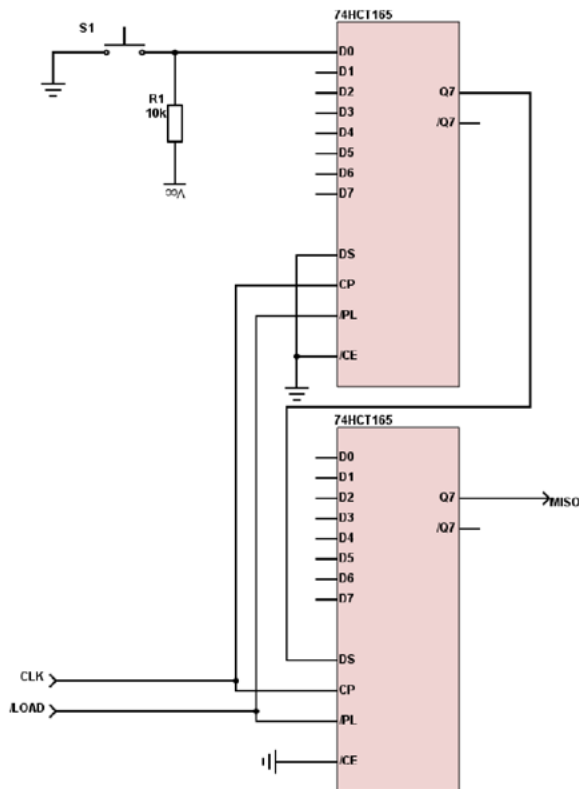 74HCT165
S1
D0
D1
R1
10k
D2
D3
D4
D5
D6
D7
Q7
/Q7
Vcc
DS
CP
/PL
/CE
74HCT165
D0
D1
D2
D3
D4
D5
D6
D7
Q7
/Q7
MISO
DS
CLK
CP
/LOAD
/PL
/CE